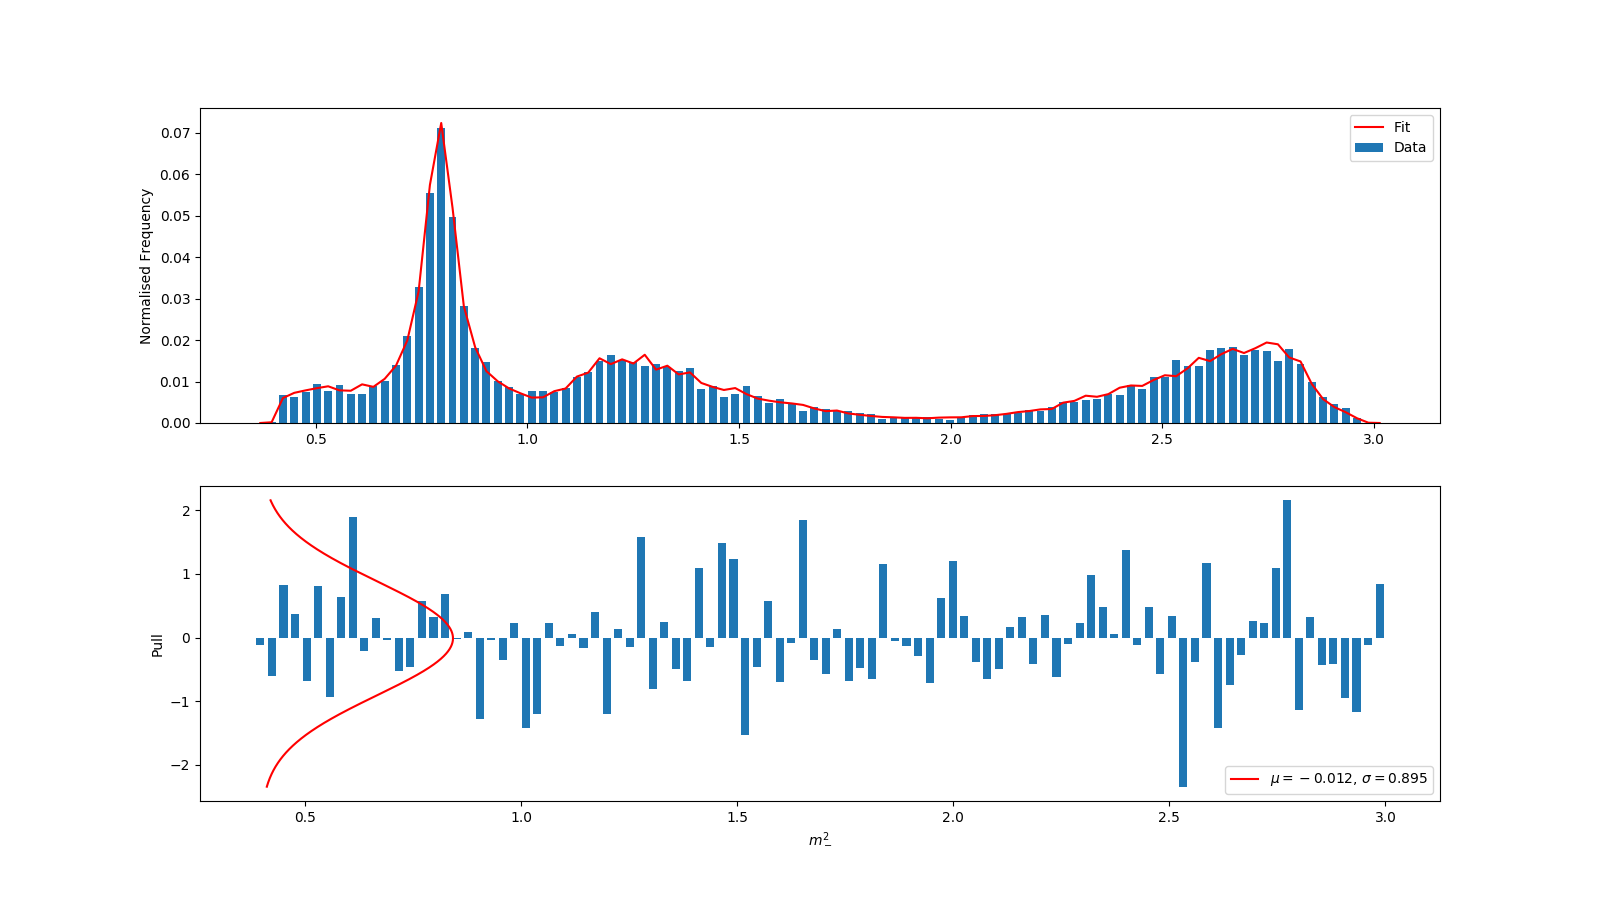 Normalised Frequency
0.07
0.06
0.05
0.04
0.03
0.02
0.01
0.00
Fit
Data
0.5 1.0 1.5 2.0 2.5 3.0
Pull
2
1
0
−1
−2
μ = −0.012, σ = 0.895
0.5 1.0 1.5 2.0 2.5 3.0
m²₋